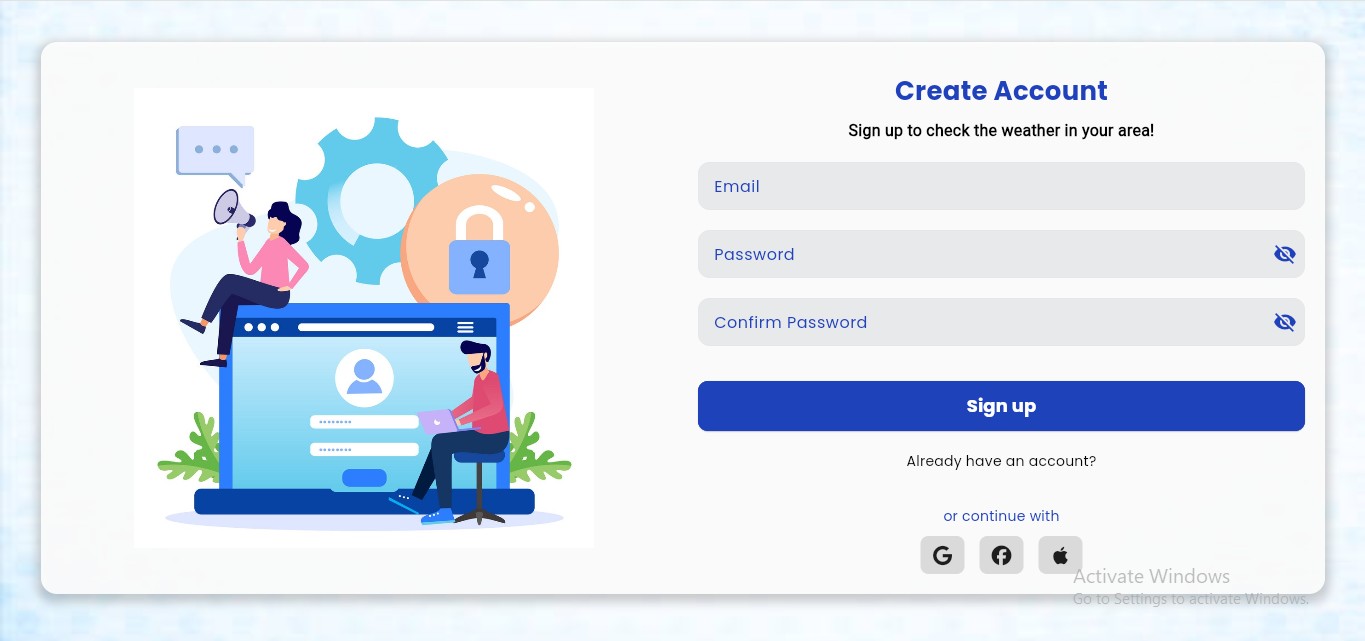 Create Account
Sign up to check the weather in your area!
Email
Password
Confirm Password
Sign up
Already have an account?
or continue with
Activate Windows
Go to Settings to activate Windows.